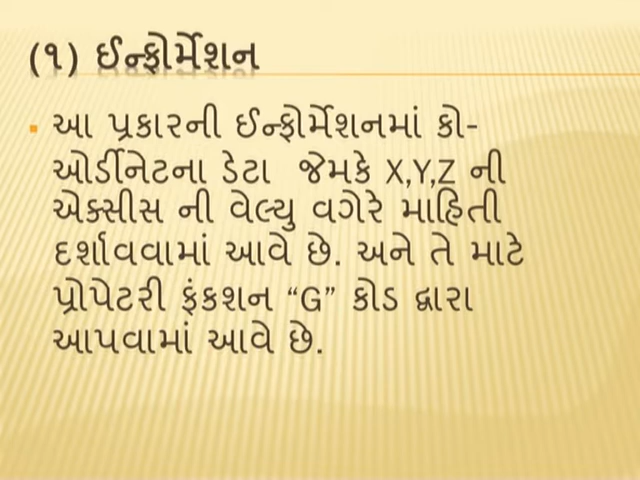 (૧) ઈન્ફોર્મેશન
▪ આ પ્રકારની ઈન્ફોર્મેશનમાં કો-
ઓર્ડીનેટના ડેટા જેમકે X,Y,Z ની
એક્સીસ ની વેલ્યુ વગેરે માહિતી
દર્શાવવામાં આવે છે. અને તે માટે
પ્રોપેટરી ફંકશન “G” કોડ દ્વારા
આપવામાં આવે છે.